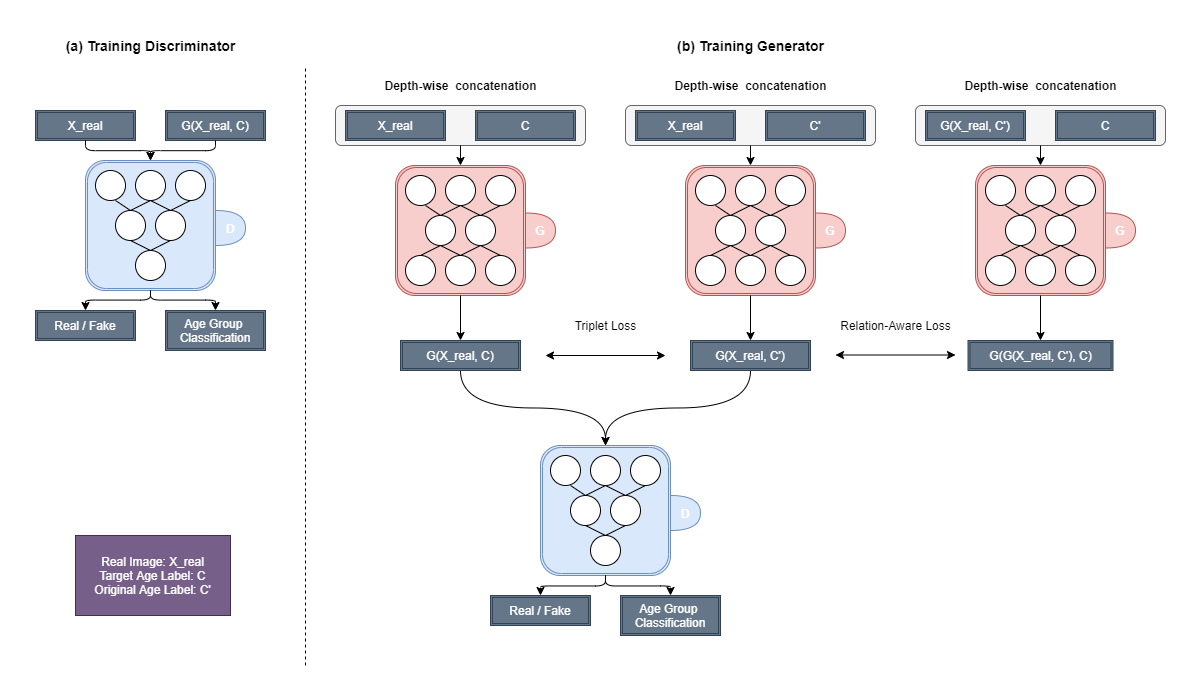 (a) Training Discriminator
X_real
G(X_real, C)
D
Real / Fake
Age Group
Classification
Real Image: X_real
Target Age Label: C
Original Age Label: C'
(b) Training Generator
Depth-wise concatenation
Depth-wise concatenation
Depth-wise concatenation
X_real
C
X_real
C'
G(X_real, C')
C
G
G
G
Triplet Loss
Relation-Aware Loss
G(X_real, C)
G(X_real, C')
G(G(X_real, C'), C)
D
Real / Fake
Age Group
Classification